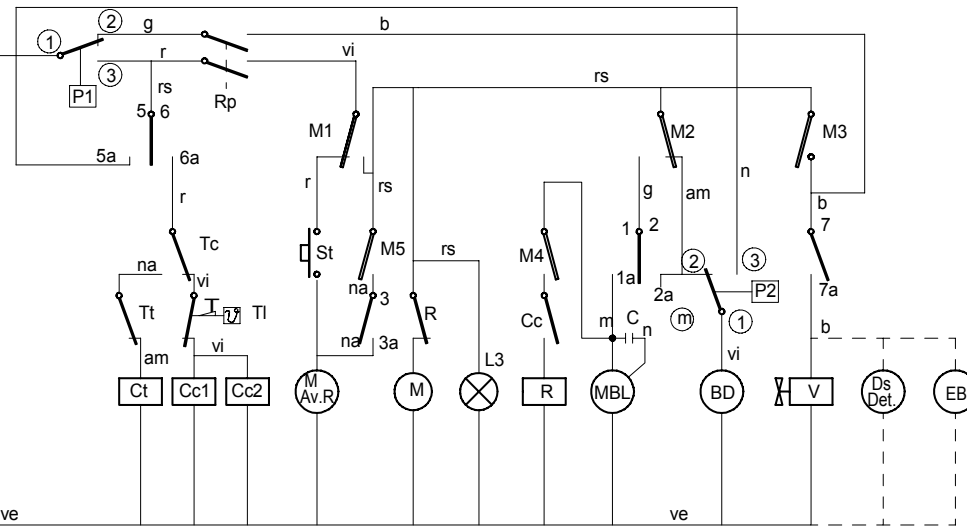 2 g b
1
r vi
3
rs rs
P1 Rp
5 6
M1 M2 M3
5a 6a
r rs g am n
r b
Tc St M5 rs M4 1 2 7
na vi 2 3
na 3 1a 2a 7a
Tt Tl R Cc m C n m P2
1
na 3a b
am vi L3 vi
Ct Cc1 Cc2 M Av.R M R MBL BD V Ds Det. EB
ve ve